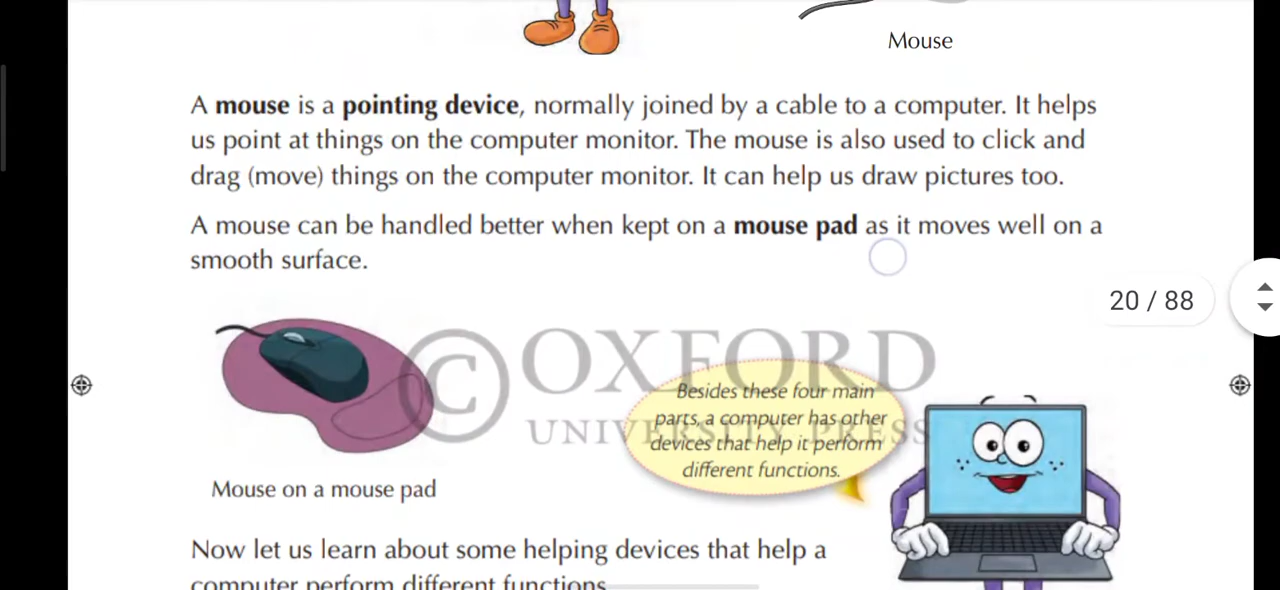 Mouse
A mouse is a pointing device, normally joined by a cable to a computer. It helps
us point at things on the computer monitor. The mouse is also used to click and
drag (move) things on the computer monitor. It can help us draw pictures too.
A mouse can be handled better when kept on a mouse pad as it moves well on a
smooth surface.
20 / 88
© OXFORD
UNIVERSITY PRESS
Besides these four main
parts, a computer has other
devices that help it perform
different functions.
Mouse on a mouse pad
Now let us learn about some helping devices that help a
computer perform different functions